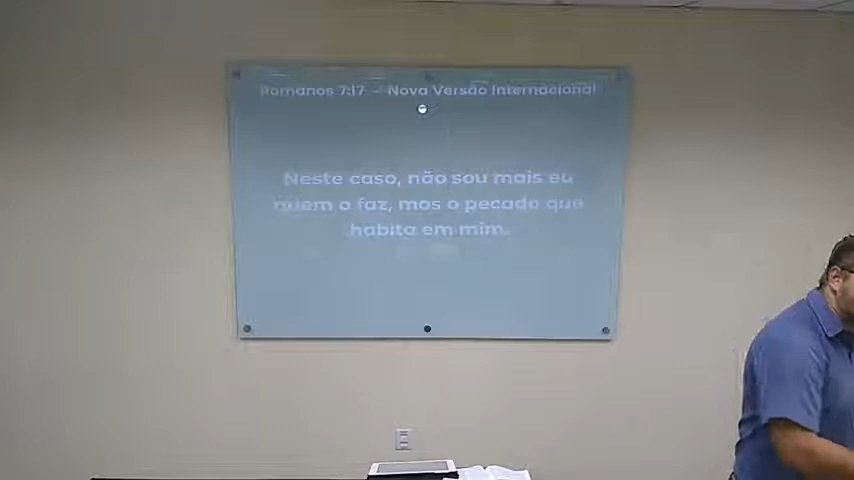 Romanos 7:17 - Nova Versão Internacional
Neste caso, não sou mais eu
quem o faz, mas o pecado que
habita em mim.